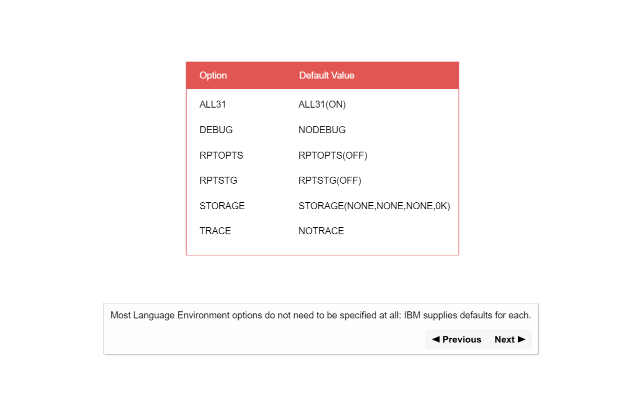 Option Default Value
ALL31 ALL31(ON)
DEBUG NODEBUG
RPTOPTS RPTOPTS(OFF)
RPTSTG RPTSTG(OFF)
STORAGE STORAGE(NONE,NONE,NONE,0K)
TRACE NOTRACE
Most Language Environment options do not need to be specified at all: IBM supplies defaults for each.
◄ Previous Next ►